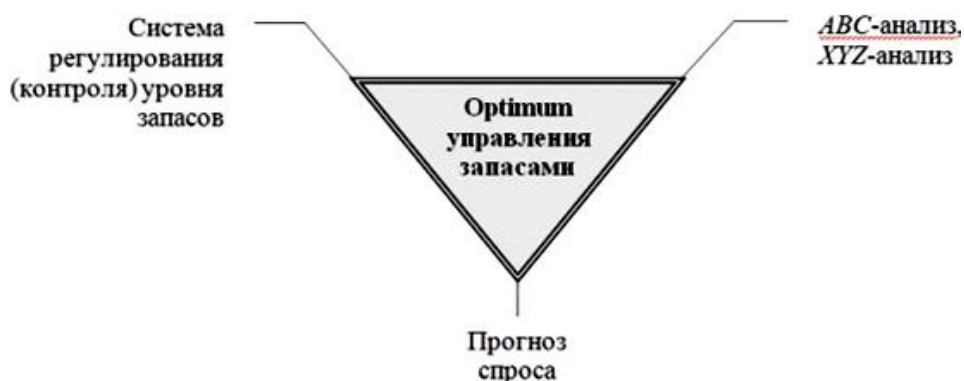 Система
регулирования
(контроля) уровня
запасов
ABC-анализ,
XYZ-анализ
Optimum
управления
запасами
Прогноз
спроса